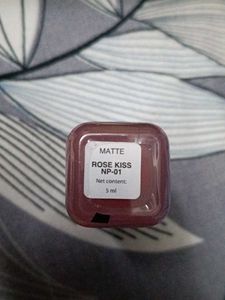 MATTE
ROSE KISS
NP-01
Net content:
5 ml